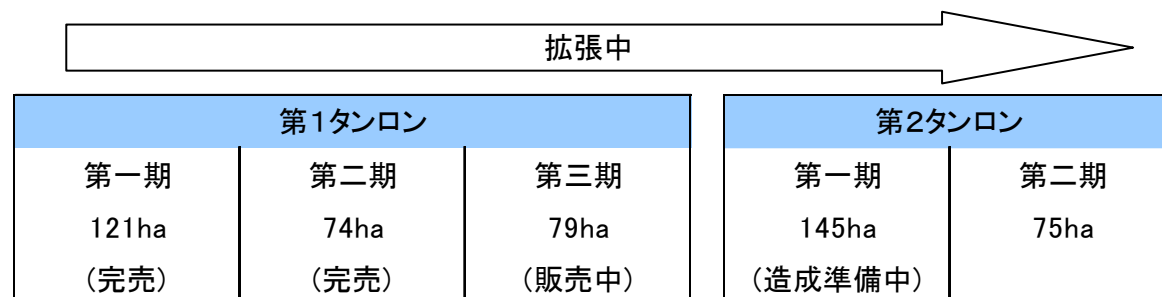 拡張中
第１タンロン 第２タンロン
第一期 第二期 第三期 第一期 第二期
121ha 74ha 79ha 145ha 75ha
（完売） （完売） （販売中） （造成準備中）